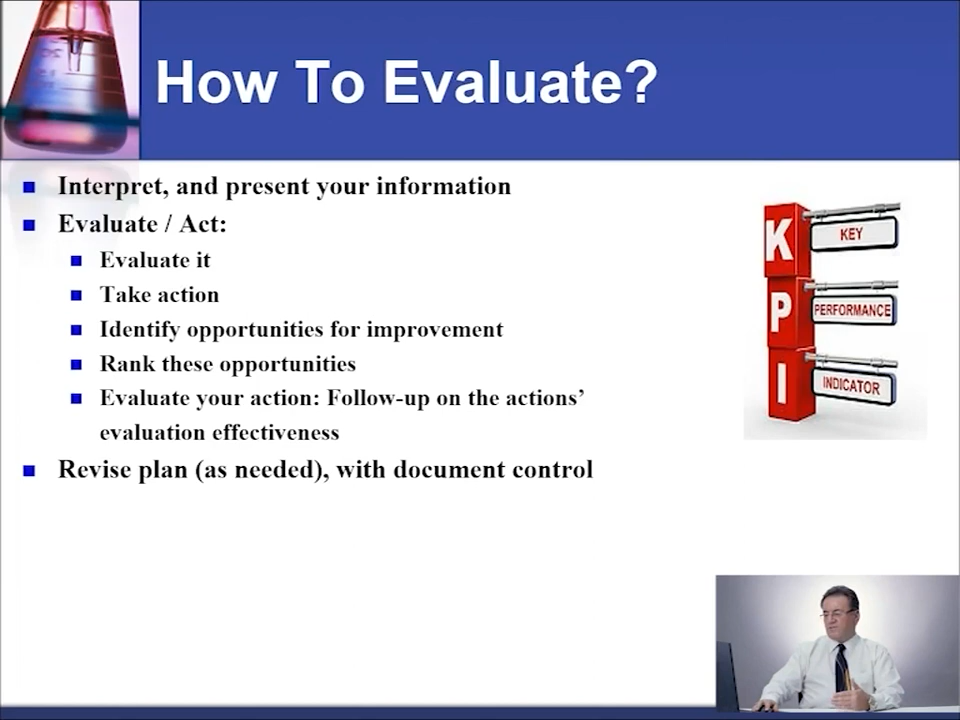 How To Evaluate?
Interpret, and present your information
Evaluate / Act:
Evaluate it
Take action
Identify opportunities for improvement
Rank these opportunities
Evaluate your action: Follow-up on the actions’
evaluation effectiveness
Revise plan (as needed), with document control
K
KEY
P
PERFORMANCE
I
INDICATOR